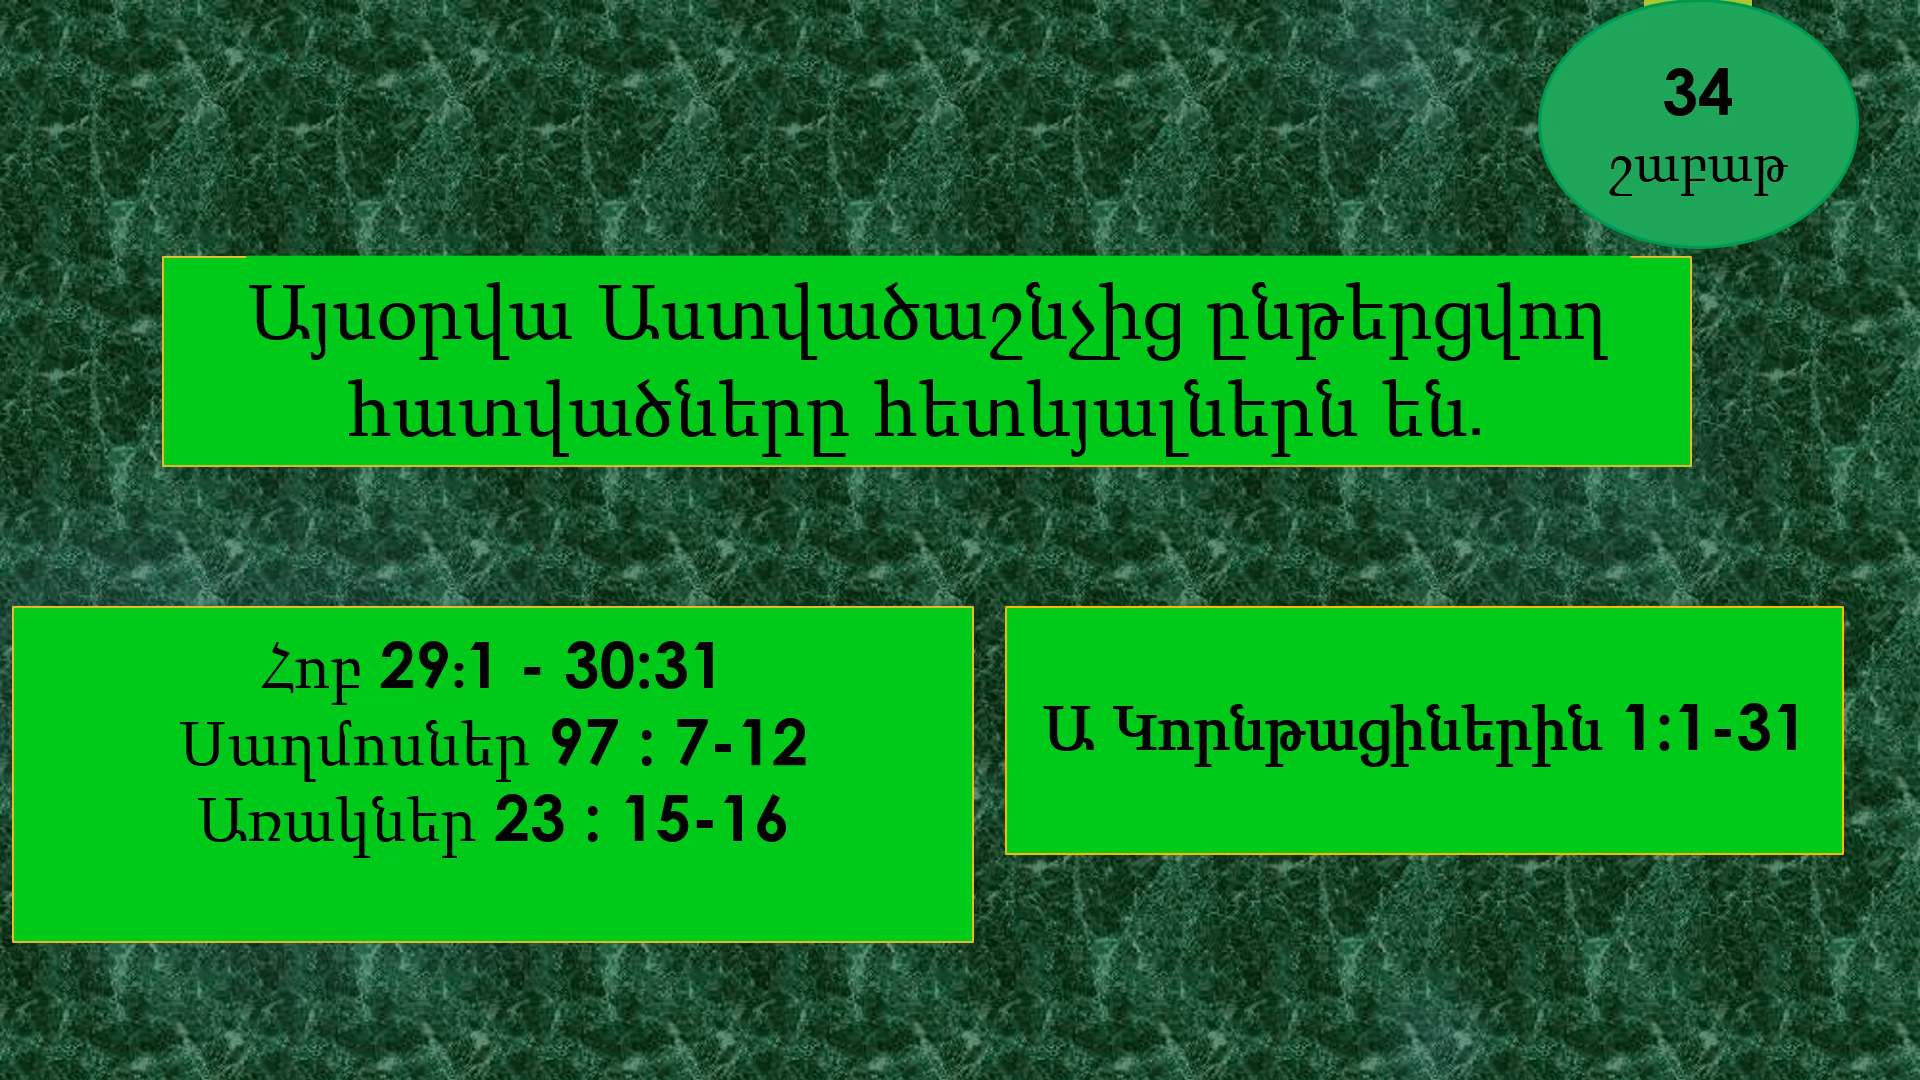 34
շաբաթ
Այսօրվա Աստվածաշնչից ընթերցվող
հատվածները հետևյալներն են.
Հոբ 29:1 - 30:31
Սաղմոսներ 97 : 7-12
Առակներ 23 : 15-16
Ա Կորնթացիներին 1:1-31